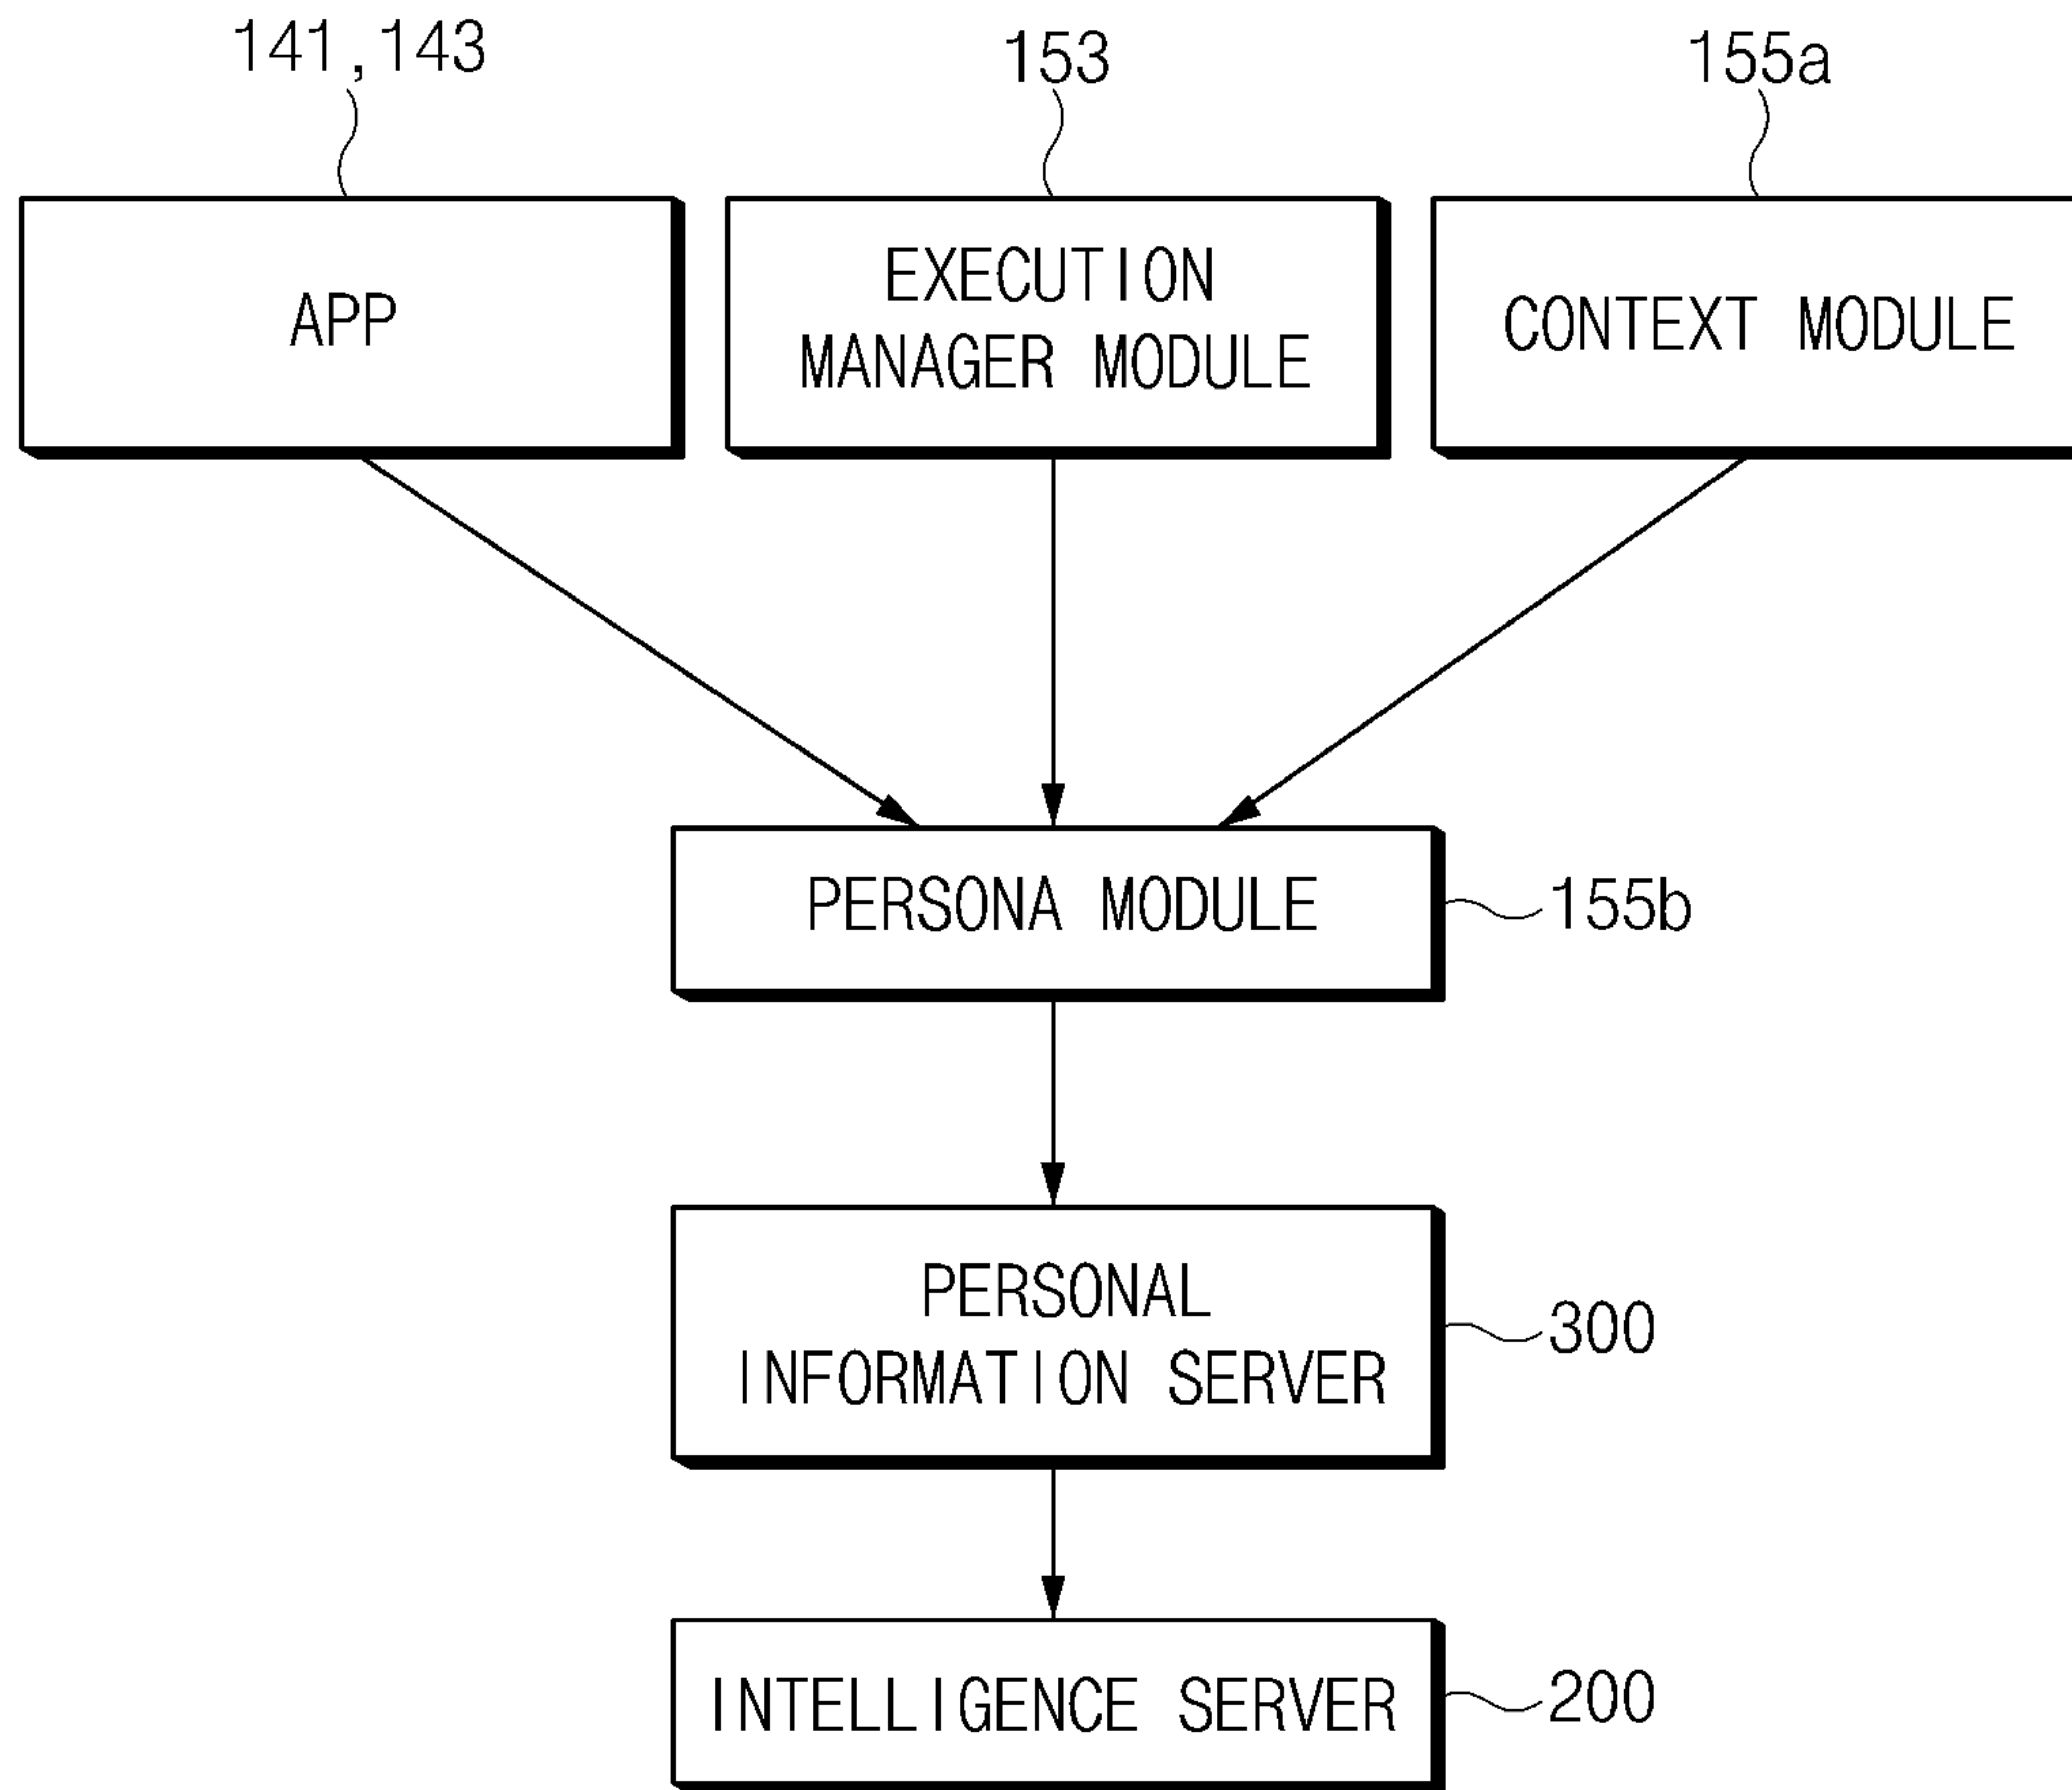 141, 143
153
155a
APP
EXECUTION
MANAGER MODULE
CONTEXT MODULE
PERSONA MODULE
155b
PERSONAL
INFORMATION SERVER
300
INTELLIGENCE SERVER
200